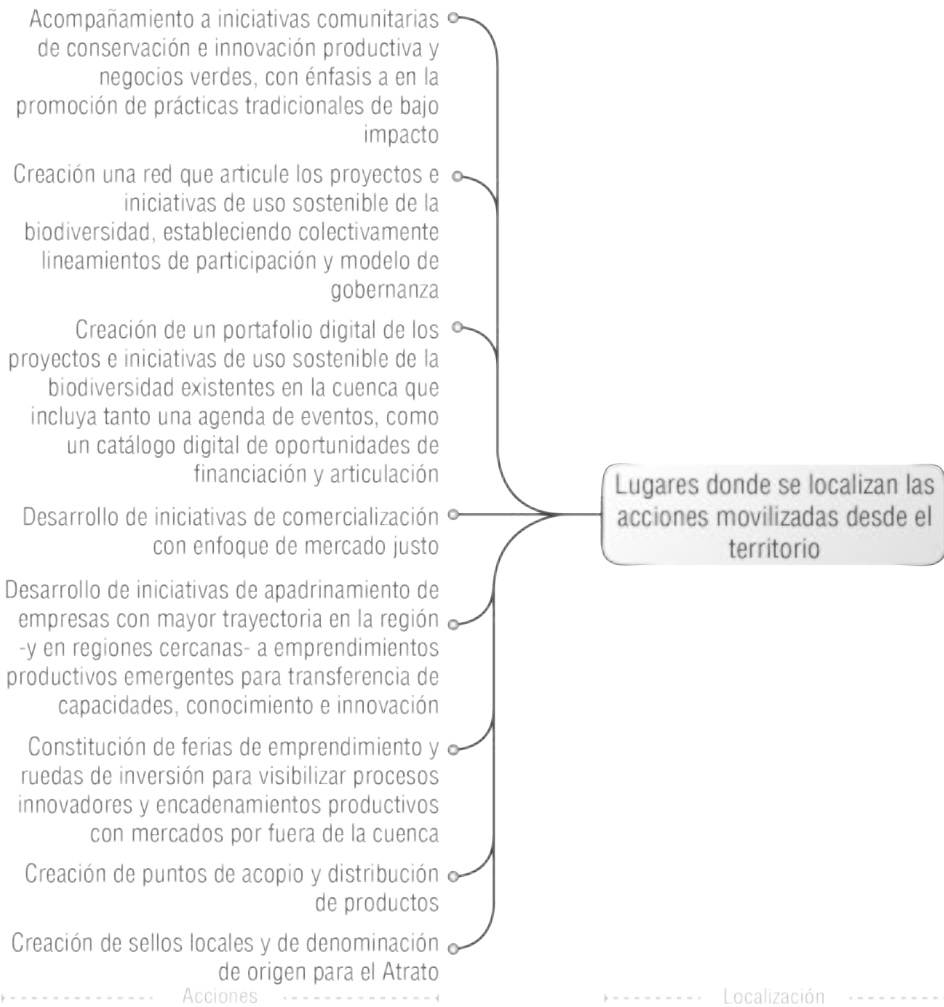 Acompañamiento a iniciativas comunitarias
de conservación e innovación productiva y
negocios verdes, con énfasis a en la
promoción de prácticas tradicionales de bajo
impacto
Creación una red que articule los proyectos e
iniciativas de uso sostenible de la
biodiversidad, estableciendo colectivamente
lineamientos de participación y modelo de
gobernanza
Creación de un portafolio digital de los
proyectos e iniciativas de uso sostenible de la
biodiversidad existentes en la cuenca que
incluya tanto una agenda de eventos, como
un catálogo digital de oportunidades de
financiación y articulación
Desarrollo de iniciativas de comercialización
con enfoque de mercado justo
Desarrollo de iniciativas de apadrinamiento de
empresas con mayor trayectoria en la región
-y en regiones cercanas- a emprendimientos
productivos emergentes para transferencia de
capacidades, conocimiento e innovación
Constitución de ferias de emprendimiento y
ruedas de inversión para visibilizar procesos
innovadores y encadenamientos productivos
con mercados por fuera de la cuenca
Creación de puntos de acopio y distribución
de productos
Creación de sellos locales y de denominación
de origen para el Atrato
Lugares donde se localizan las
acciones movilizadas desde el
territorio
Acciones
Localización